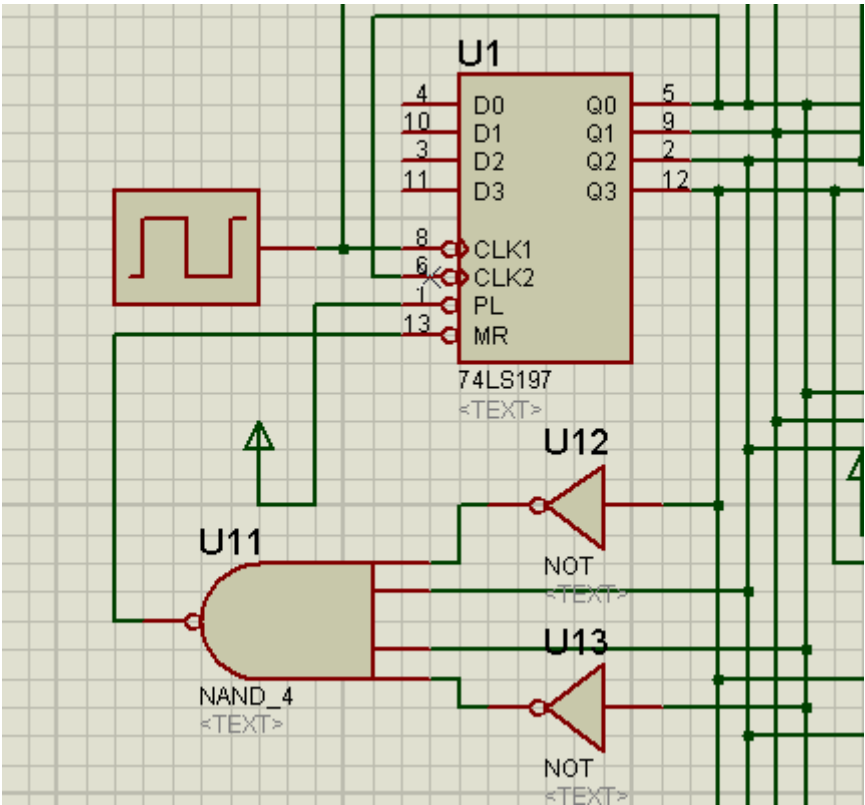 U1
4 D0 Q0 5
10 D1 Q1 9
3 D2 Q2 2
11 D3 Q3 12
8 CLK1
6 CLK2
1 PL
13 MR
74LS197
<TEXT>
U12
NOT
<TEXT>
U11
NAND_4
<TEXT>
U13
NOT
<TEXT>